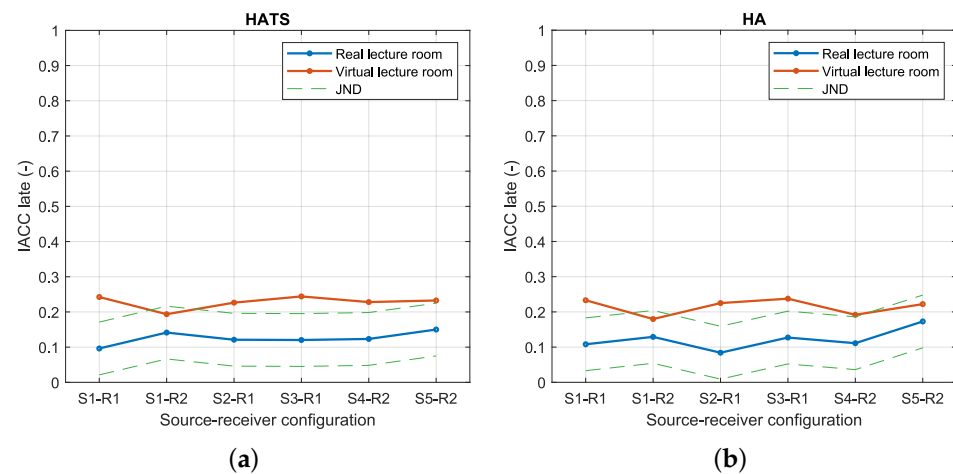 HATS
1
0.9
0.8
0.7
0.6
0.5
0.4
0.3
0.2
0.1
0
IACC late (-)
Real lecture room
Virtual lecture room
JND
S1-R1 S1-R2 S2-R1 S3-R1 S4-R2 S5-R2
Source-receiver configuration
(a)
HA
1
0.9
0.8
0.7
0.6
0.5
0.4
0.3
0.2
0.1
0
IACC late (-)
Real lecture room
Virtual lecture room
JND
S1-R1 S1-R2 S2-R1 S3-R1 S4-R2 S5-R2
Source-receiver configuration
(b)